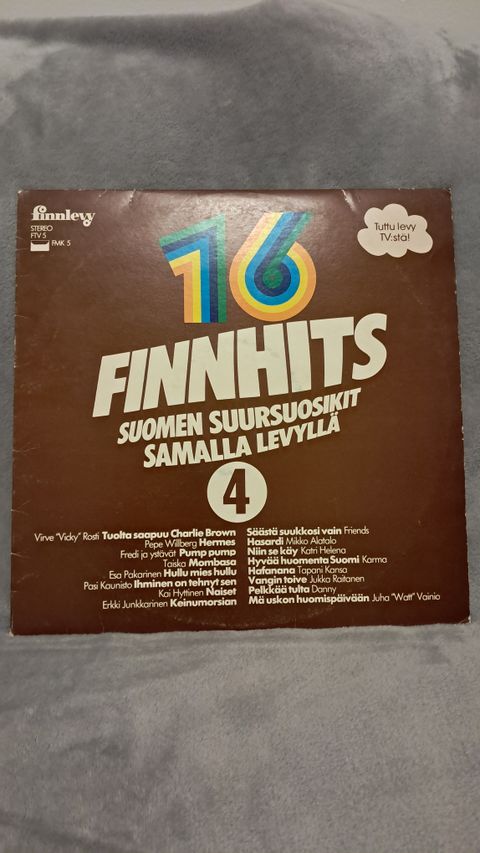 finnlevy
STEREO
FTV 5
FMK 5
Tuttu levy
TV:stä!
16
FINNHITS
SUOMEN SUURSUOSIKIT
SAMALLA LEVYLLÄ
4
Virve "Vicky" Rosti Tuolta saapuu Charlie Brown
Pepe Willberg Hermes
Fredi ja ystävät Pump pump
Taiska Mombasa
Esa Pakarinen Hullu mies hullu
Pasi Kaunisto Ihminen on tehnyt sen
Kai Hyttinen Naiset
Erkki Junkkarinen Keinumorsian
Säästä suukkosi vain Friends
Hasardi Mikko Alatalo
Niin se käy Katri Helena
Hyvää huomenta Suomi Karma
Hafanana Tapani Kansa
Vangin toive Jukka Raitanen
Pelkkää tulta Danny
Mä uskon huomispäivään Juha "Watt" Vainio